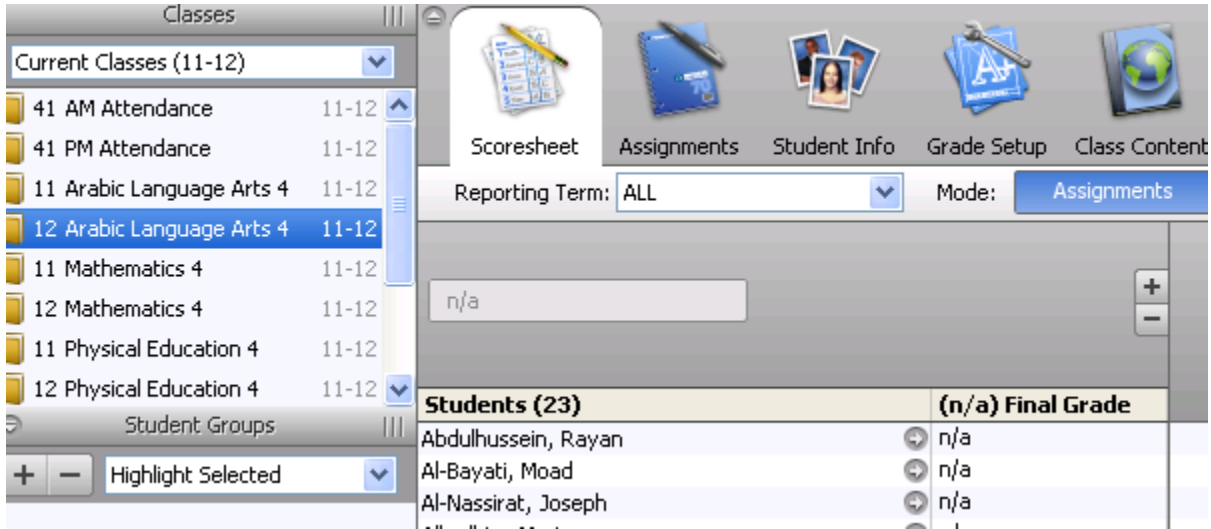 Classes
Current Classes (11-12)
41 AM Attendance 11-12
41 PM Attendance 11-12
11 Arabic Language Arts 4 11-12
12 Arabic Language Arts 4 11-12
11 Mathematics 4 11-12
12 Mathematics 4 11-12
11 Physical Education 4 11-12
12 Physical Education 4 11-12
Student Groups
+ − Highlight Selected
Scoresheet Assignments Student Info Grade Setup Class Content
Reporting Term: ALL Mode: Assignments
n/a
+
−
Students (23) (n/a) Final Grade
Abdulhussein, Rayan n/a
Al-Bayati, Moad n/a
Al-Nassirat, Joseph n/a